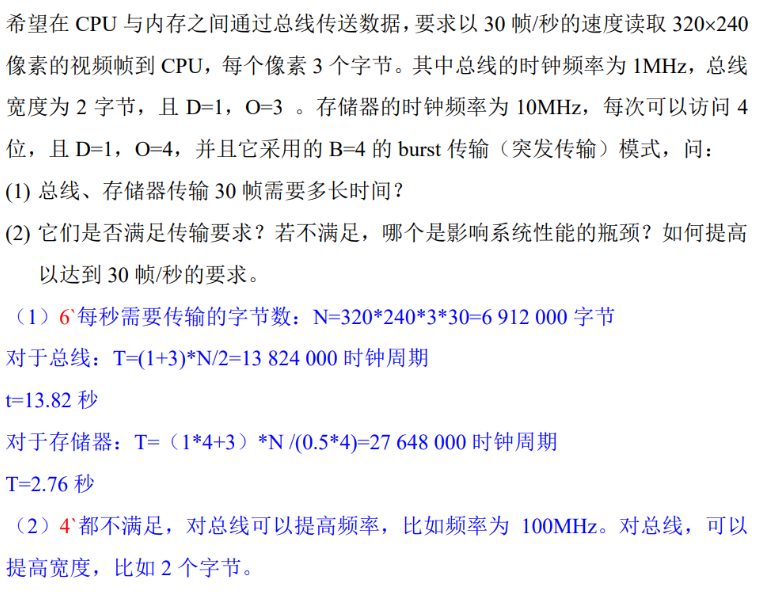 希望在 CPU 与内存之间通过总线传送数据，要求以 30 帧/秒的速度读取 320×240
像素的视频帧到 CPU，每个像素 3 个字节。其中总线的时钟频率为 1MHz，总线
宽度为 2 字节，且 D=1，O=3 。存储器的时钟频率为 10MHz，每次可以访问 4
位，且 D=1，O=4，并且它采用的 B=4 的 burst 传输（突发传输）模式，问：
(1) 总线、存储器传输 30 帧需要多长时间？
(2) 它们是否满足传输要求？若不满足，哪个是影响系统性能的瓶颈？如何提高
以达到 30 帧/秒的要求。
（1）6`每秒需要传输的字节数：N=320*240*3*30=6 912 000 字节
对于总线：T=(1+3)*N/2=13 824 000 时钟周期
t=13.82 秒
对于存储器：T=（1*4+3）*N /(0.5*4)=27 648 000 时钟周期
T=2.76 秒
（2）4`都不满足，对总线可以提高频率，比如频率为 100MHz。对总线，可以
提高宽度，比如 2 个字节。